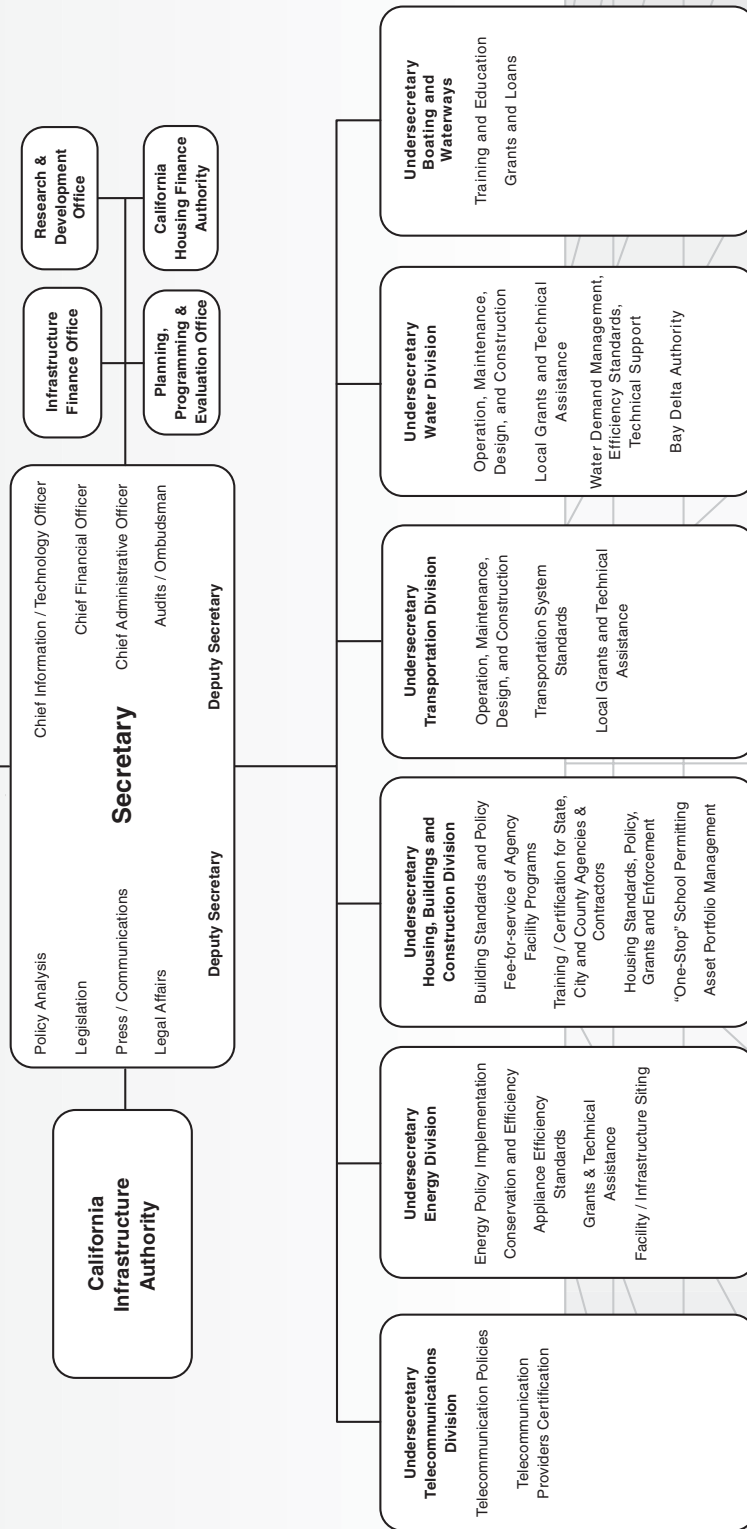 California
Infrastructure
Authority
Policy Analysis
Legislation
Press / Communications
Legal Affairs
Secretary
Chief Information / Technology Officer
Chief Financial Officer
Chief Administrative Officer
Audits / Ombudsman
Deputy Secretary
Deputy Secretary
Infrastructure
Finance Office
Research &
Development
Office
Planning,
Programming &
Evaluation Office
California
Housing Finance
Authority
Undersecretary
Telecommunications
Division
Telecommunication Policies
Telecommunication
Providers Certification
Undersecretary
Energy Division
Energy Policy Implementation
Conservation and Efficiency
Appliance Efficiency
Standards
Grants & Technical
Assistance
Facility / Infrastructure Siting
Undersecretary
Housing, Buildings and
Construction Division
Building Standards and Policy
Fee-for-service of Agency
Facility Programs
Training / Certification for State,
City and County Agencies &
Contractors
Housing Standards, Policy,
Grants and Enforcement
“One-Stop” School Permitting
Asset Portfolio Management
Undersecretary
Transportation Division
Operation, Maintenance,
Design, and Construction
Transportation System
Standards
Local Grants and Technical
Assistance
Undersecretary
Water Division
Operation, Maintenance,
Design, and Construction
Local Grants and Technical
Assistance
Water Demand Management,
Efficiency Standards,
Technical Support
Bay Delta Authority
Undersecretary
Boating and
Waterways
Training and Education
Grants and Loans